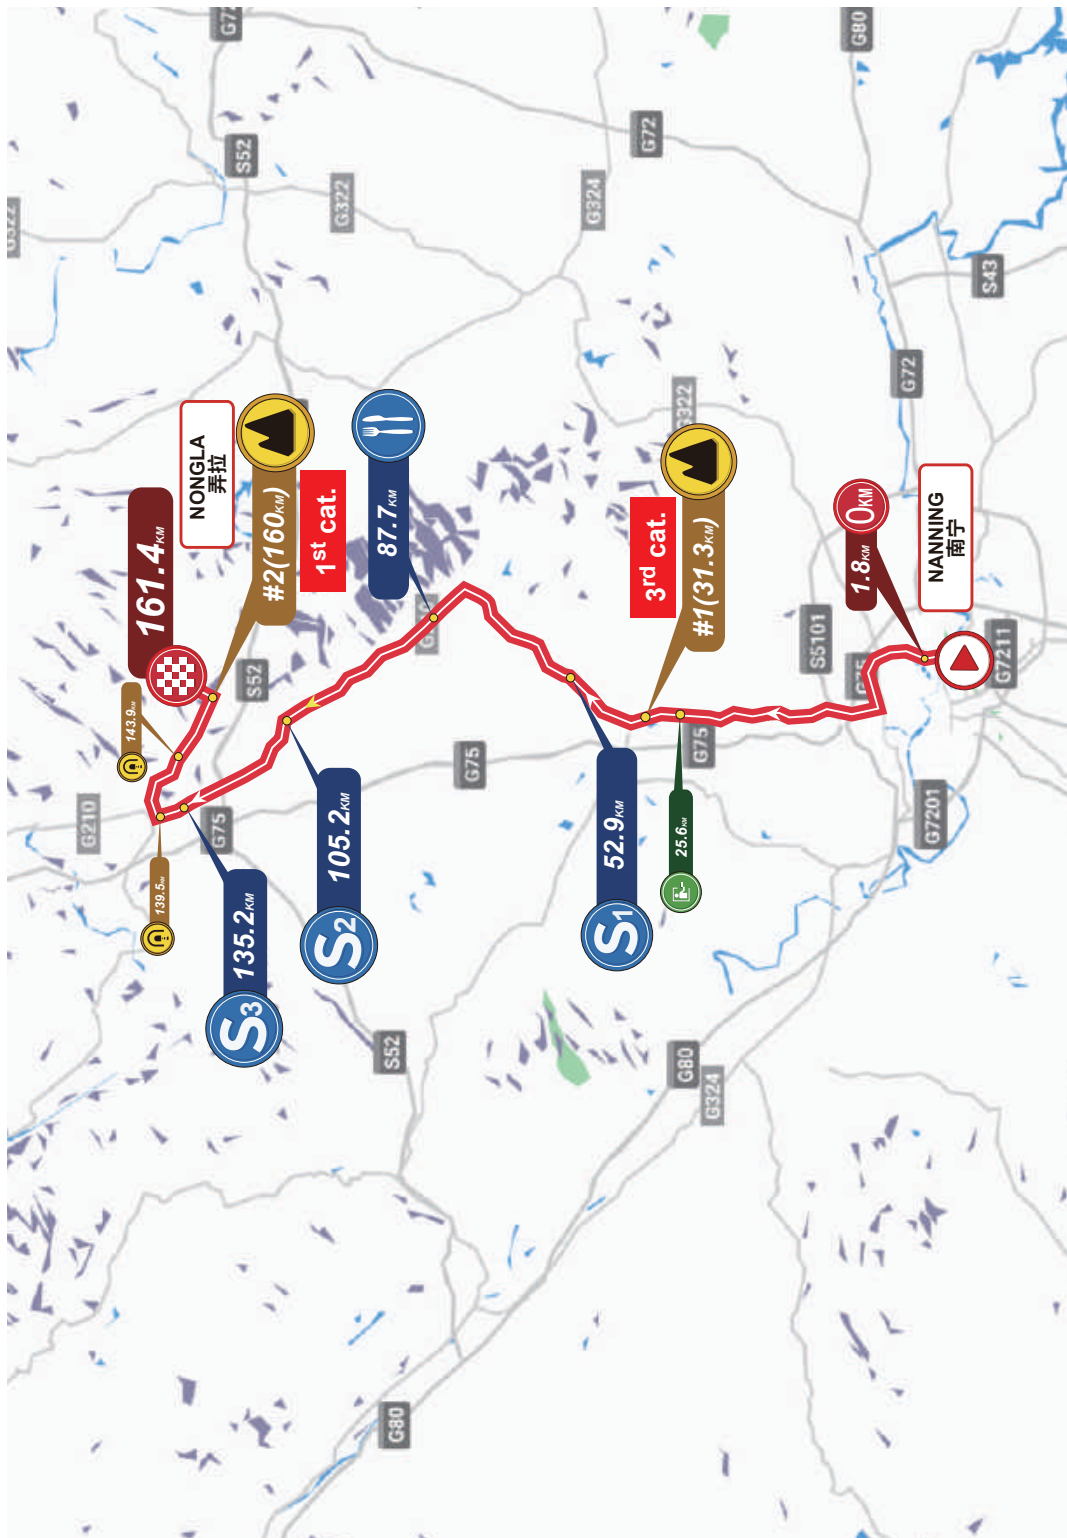 G72
S52
G322
G322
G324
G72
G80
S43
G72
NONGLA
弄拉
161.4KM
#2(160KM)
1st cat.
87.7KM
S52
143.9KM
G210
G75
139.5KM
135.2KM
S3
105.2KM
S2
G75
S52
322
3rd cat.
#1(31.3KM)
52.9KM
S1
G75
25.6KM
0KM
1.8KM
NANNING
南宁
S5101
G75
G7211
G7201
G80
G324
G80